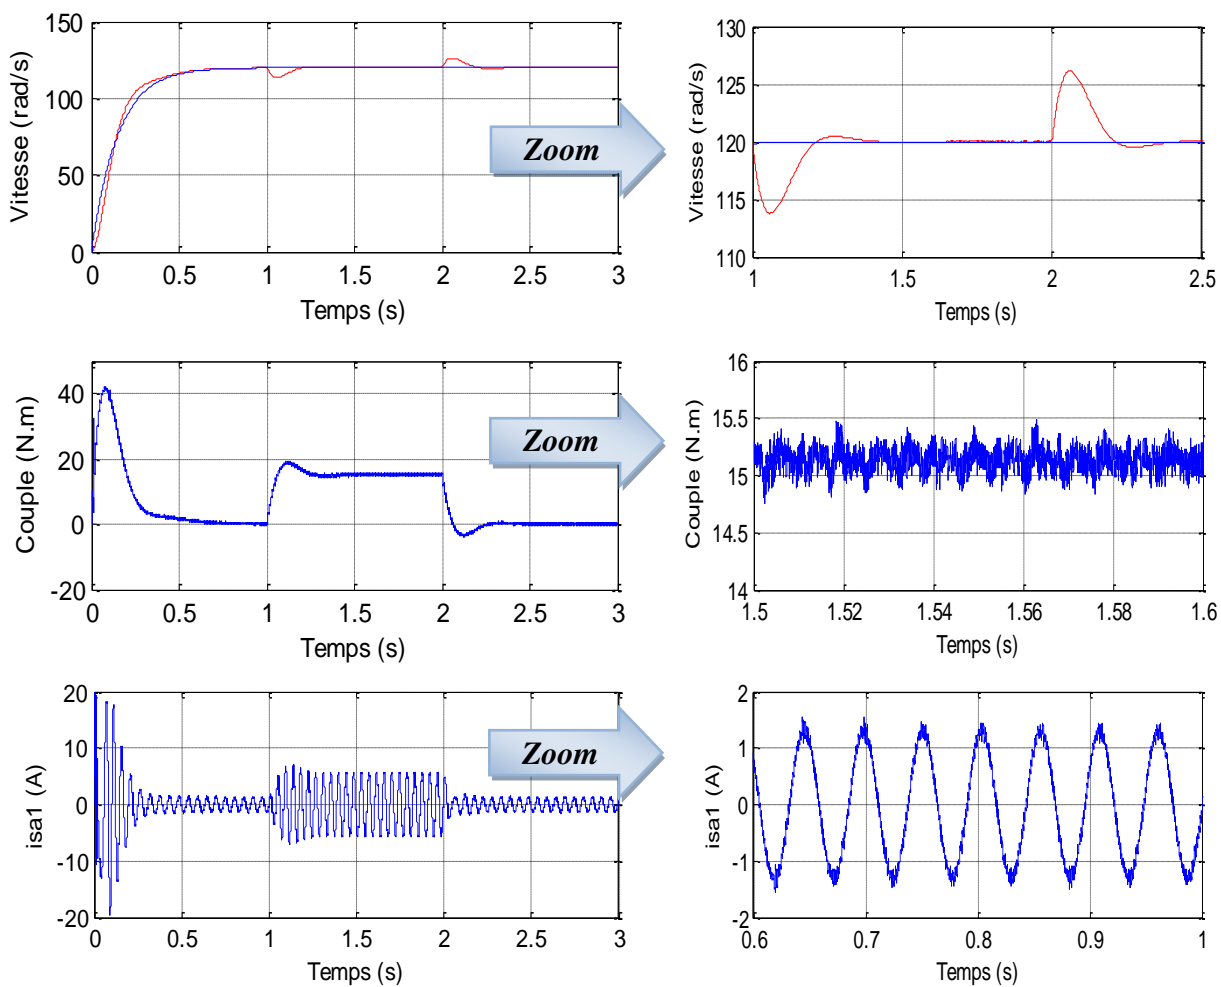 150
100
50
0
Vitesse (rad/s)
0 0.5 1 1.5 2 2.5 3
Temps (s)
Zoom
130
125
120
115
110
Vitesse (rad/s)
1 1.5 2 2.5
Temps (s)
40
20
0
-20
Couple (N.m)
0 0.5 1 1.5 2 2.5 3
Temps (s)
Zoom
16
15.5
15
14.5
14
Couple (N.m)
1.5 1.52 1.54 1.56 1.58 1.6
Temps (s)
20
10
0
-10
-20
isa1 (A)
0 0.5 1 1.5 2 2.5 3
Temps (s)
Zoom
2
1
0
-1
-2
isa1 (A)
0.6 0.7 0.8 0.9 1
Temps (s)